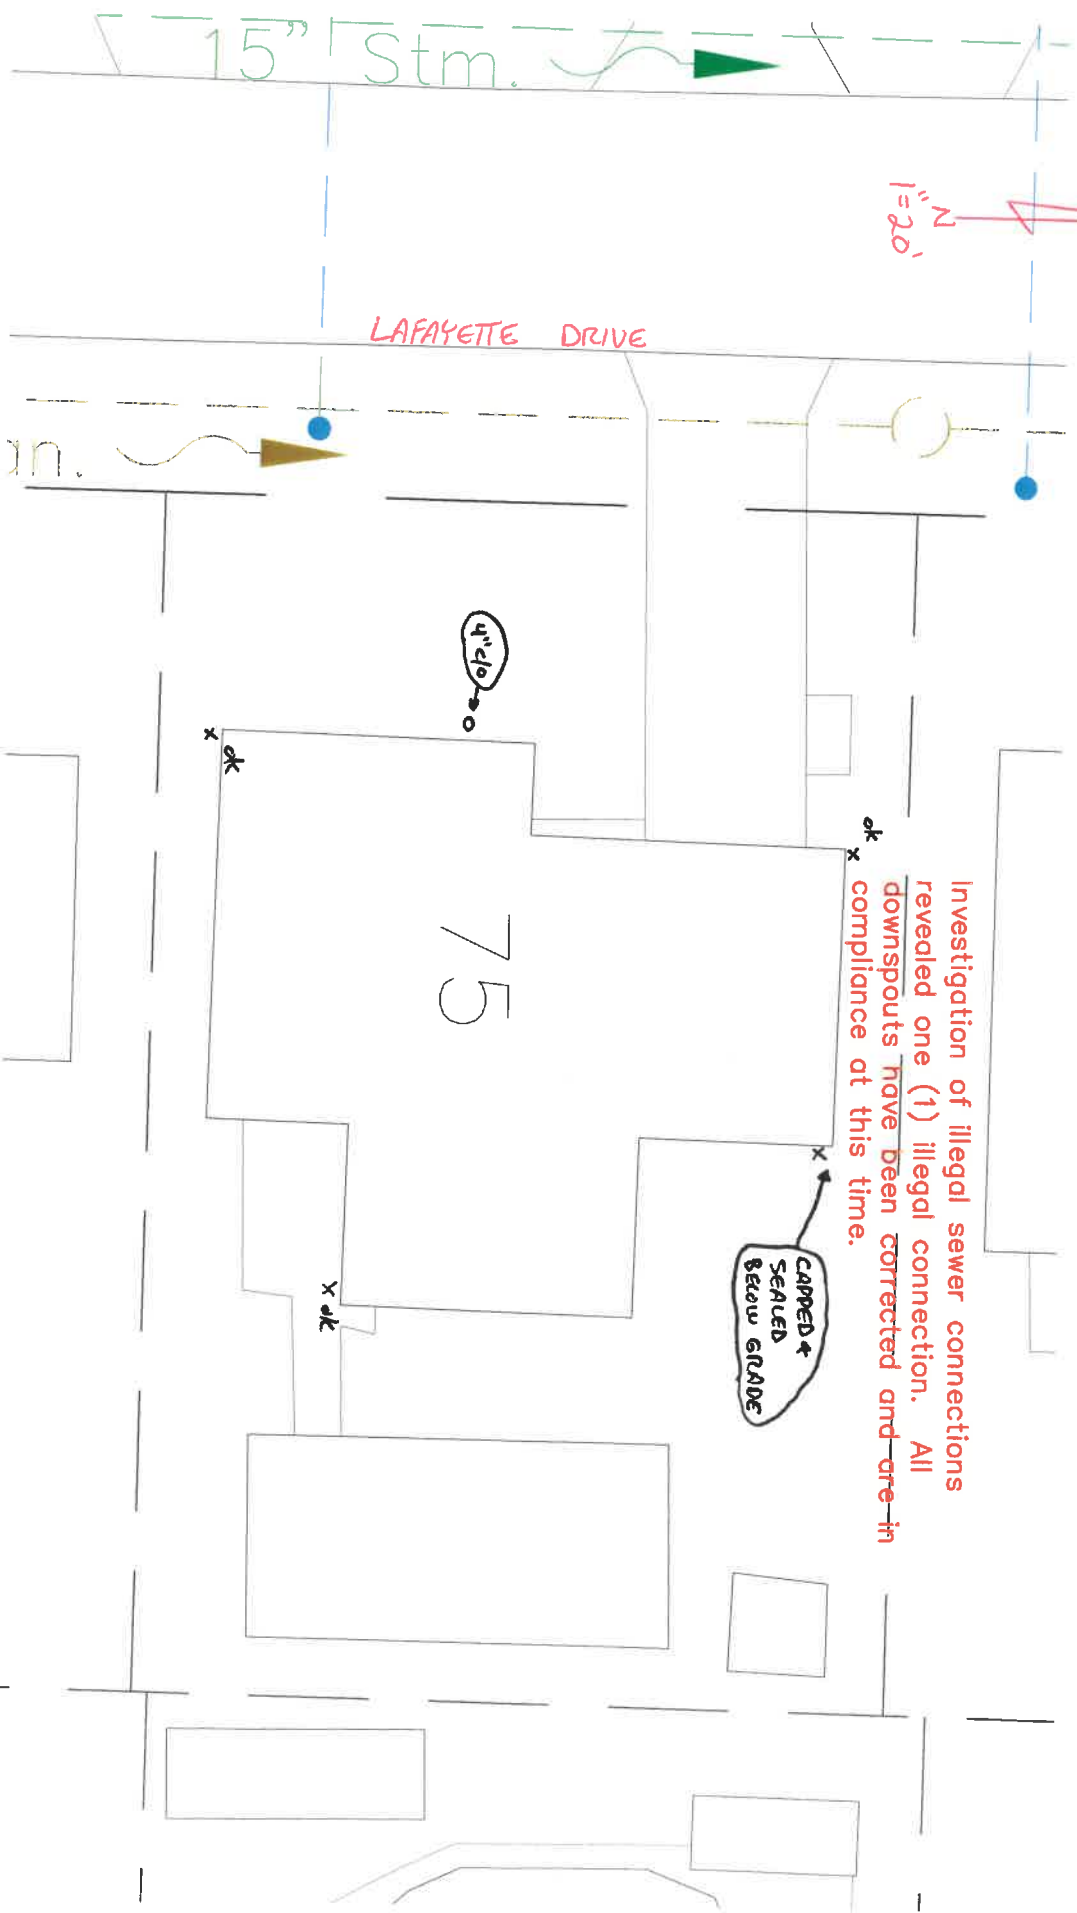 15" Stm.
1"=20'
N
LAFAYETTE DRIVE
an.
4" c/o
ok
ok
75
Investigation of illegal sewer connections
revealed one (1) illegal connection. All
downspouts have been corrected and are in
compliance at this time.
CAPPED &
SEALED
BELOW GRADE
ok